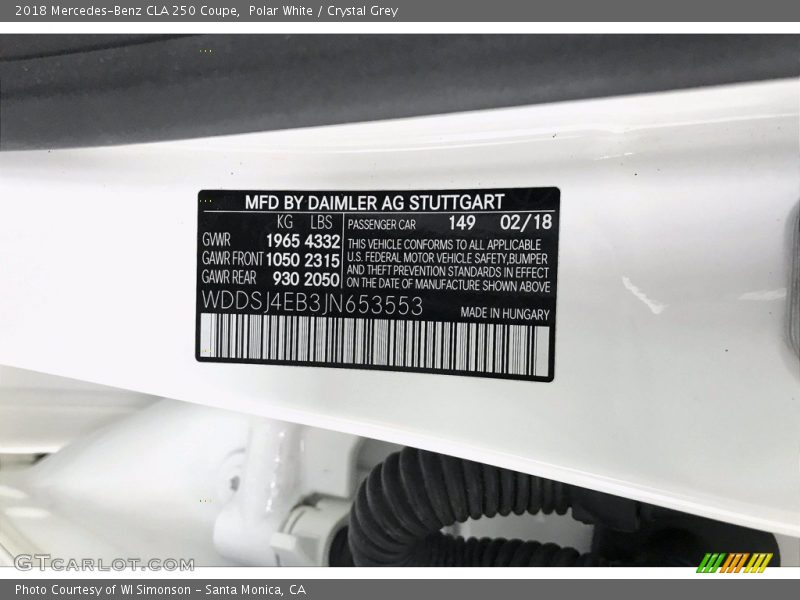 2018 Mercedes-Benz CLA 250 Coupe, Polar White / Crystal Grey
MFD BY DAIMLER AG STUTTGART
KG LBS
GVWR 1965 4332
GAWR FRONT 1050 2315
GAWR REAR 930 2050
PASSENGER CAR 149 02/18
THIS VEHICLE CONFORMS TO ALL APPLICABLE
U.S. FEDERAL MOTOR VEHICLE SAFETY,BUMPER
AND THEFT PREVENTION STANDARDS IN EFFECT
ON THE DATE OF MANUFACTURE SHOWN ABOVE
WDDSJ4EB3JN653553
MADE IN HUNGARY
GTCARLOT.COM
Photo Courtesy of WI Simonson - Santa Monica, CA